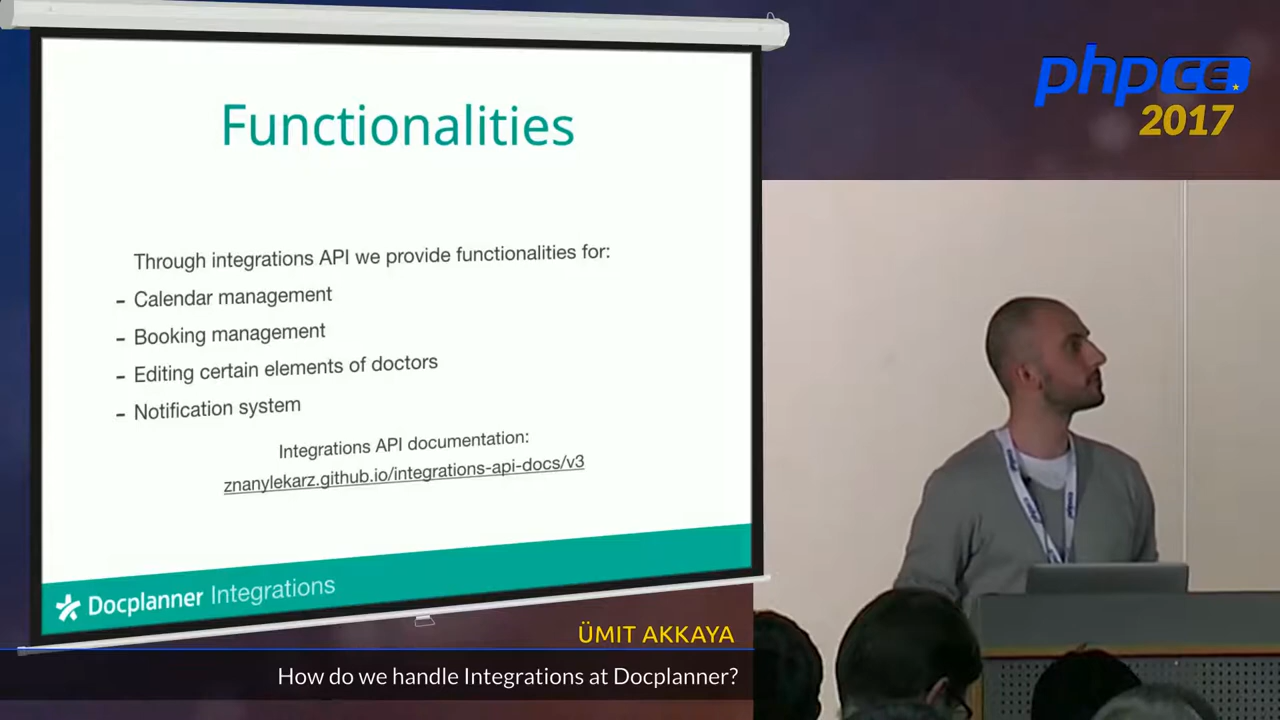 Functionalities
Through integrations API we provide functionalities for:
- Calendar management
- Booking management
- Editing certain elements of doctors
- Notification system
Integrations API documentation:
znanylekarz.github.io/integrations-api-docs/v3
Docplanner Integrations
phpCE
2017
ÜMIT AKKAYA
How do we handle Integrations at Docplanner?